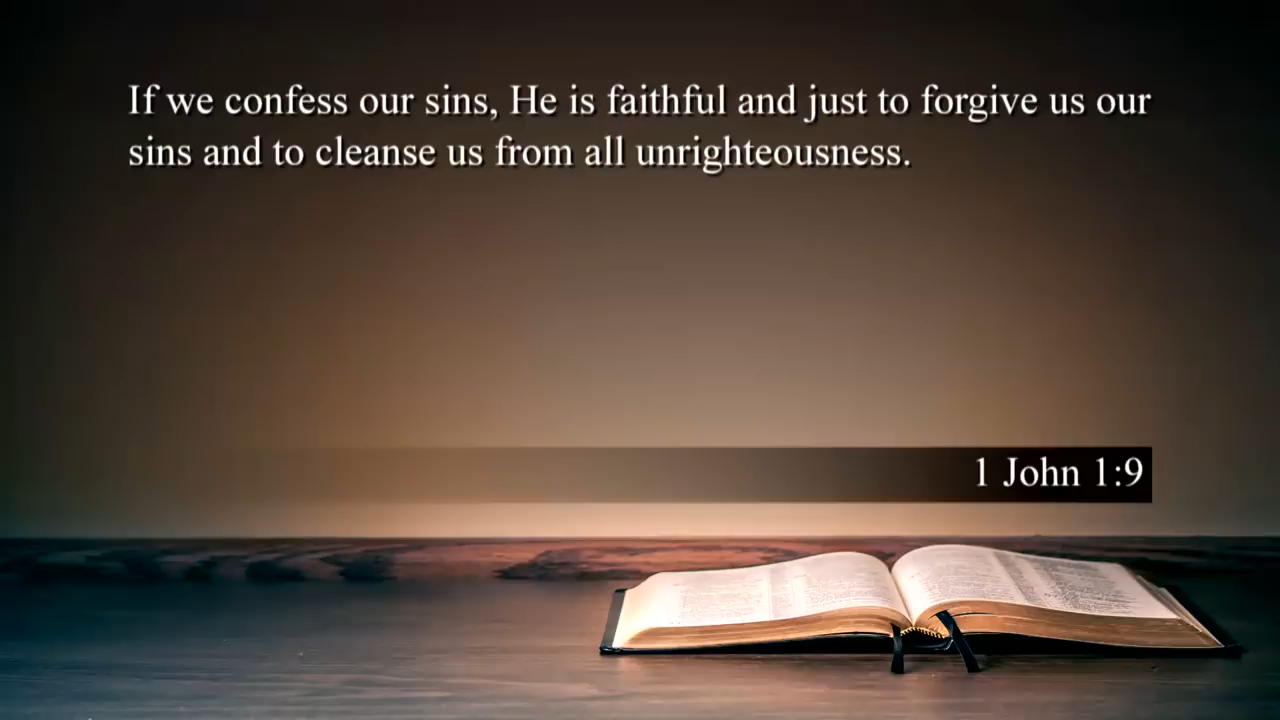 If we confess our sins, He is faithful and just to forgive us our
sins and to cleanse us from all unrighteousness.
1 John 1:9